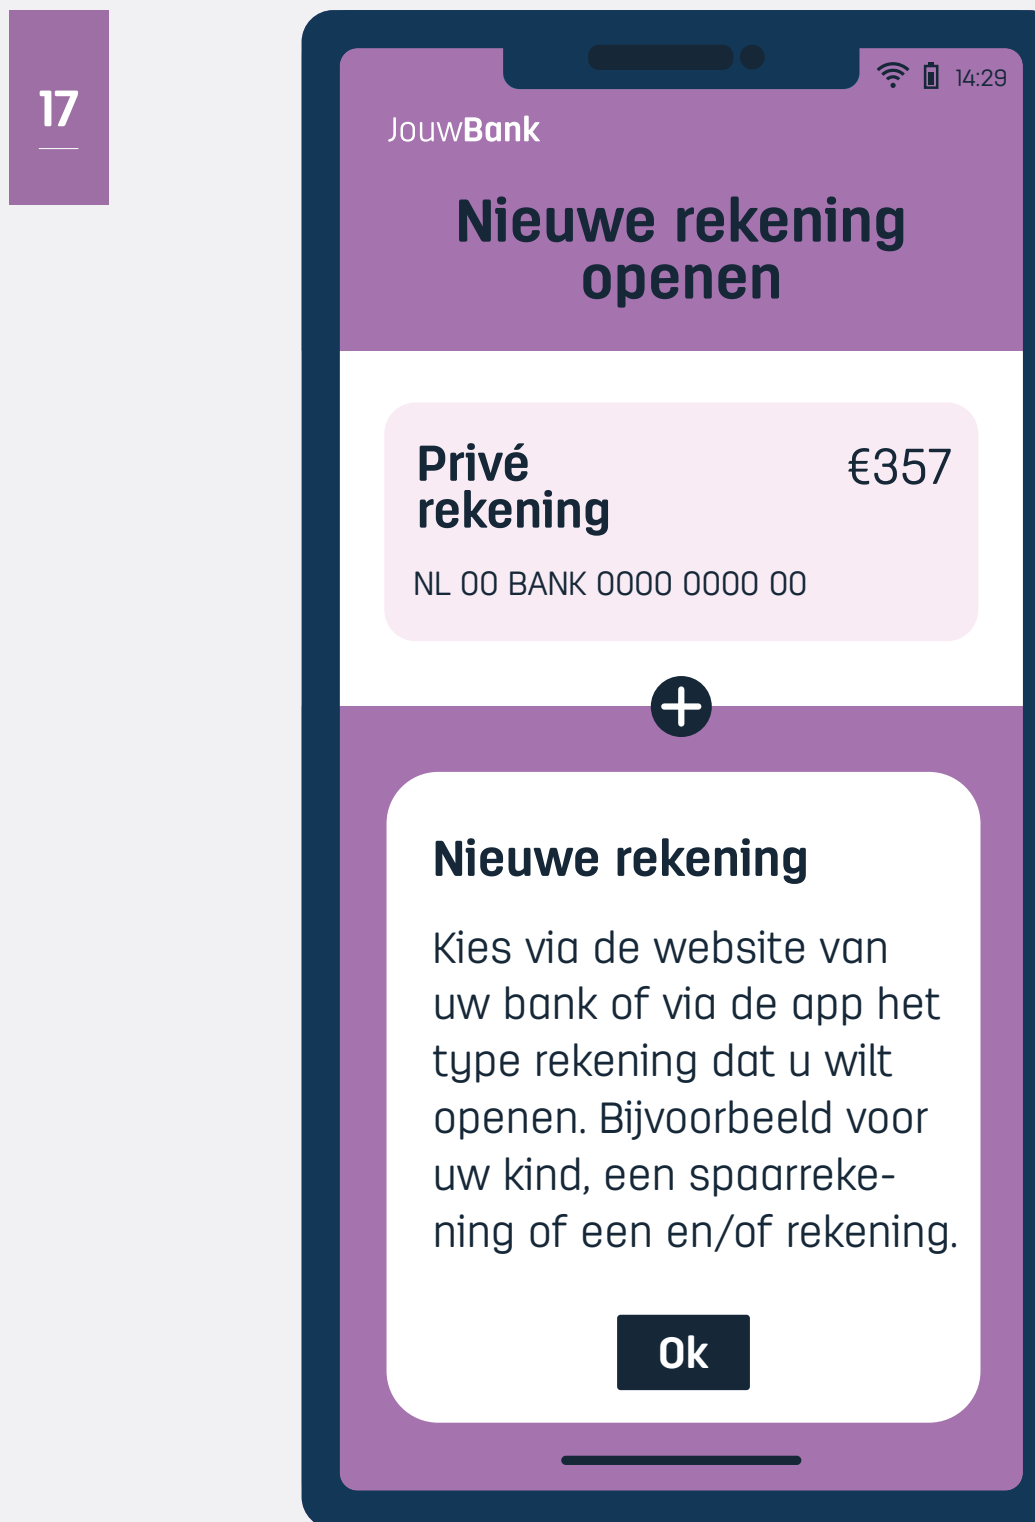 17
14:29
JouwBank
Nieuwe rekening
openen
Privé
rekening
€357
NL 00 BANK 0000 0000 00
Nieuwe rekening
Kies via de website van
uw bank of via de app het
type rekening dat u wilt
openen. Bijvoorbeeld voor
uw kind, een spaarreke-
ning of een en/of rekening.
Ok